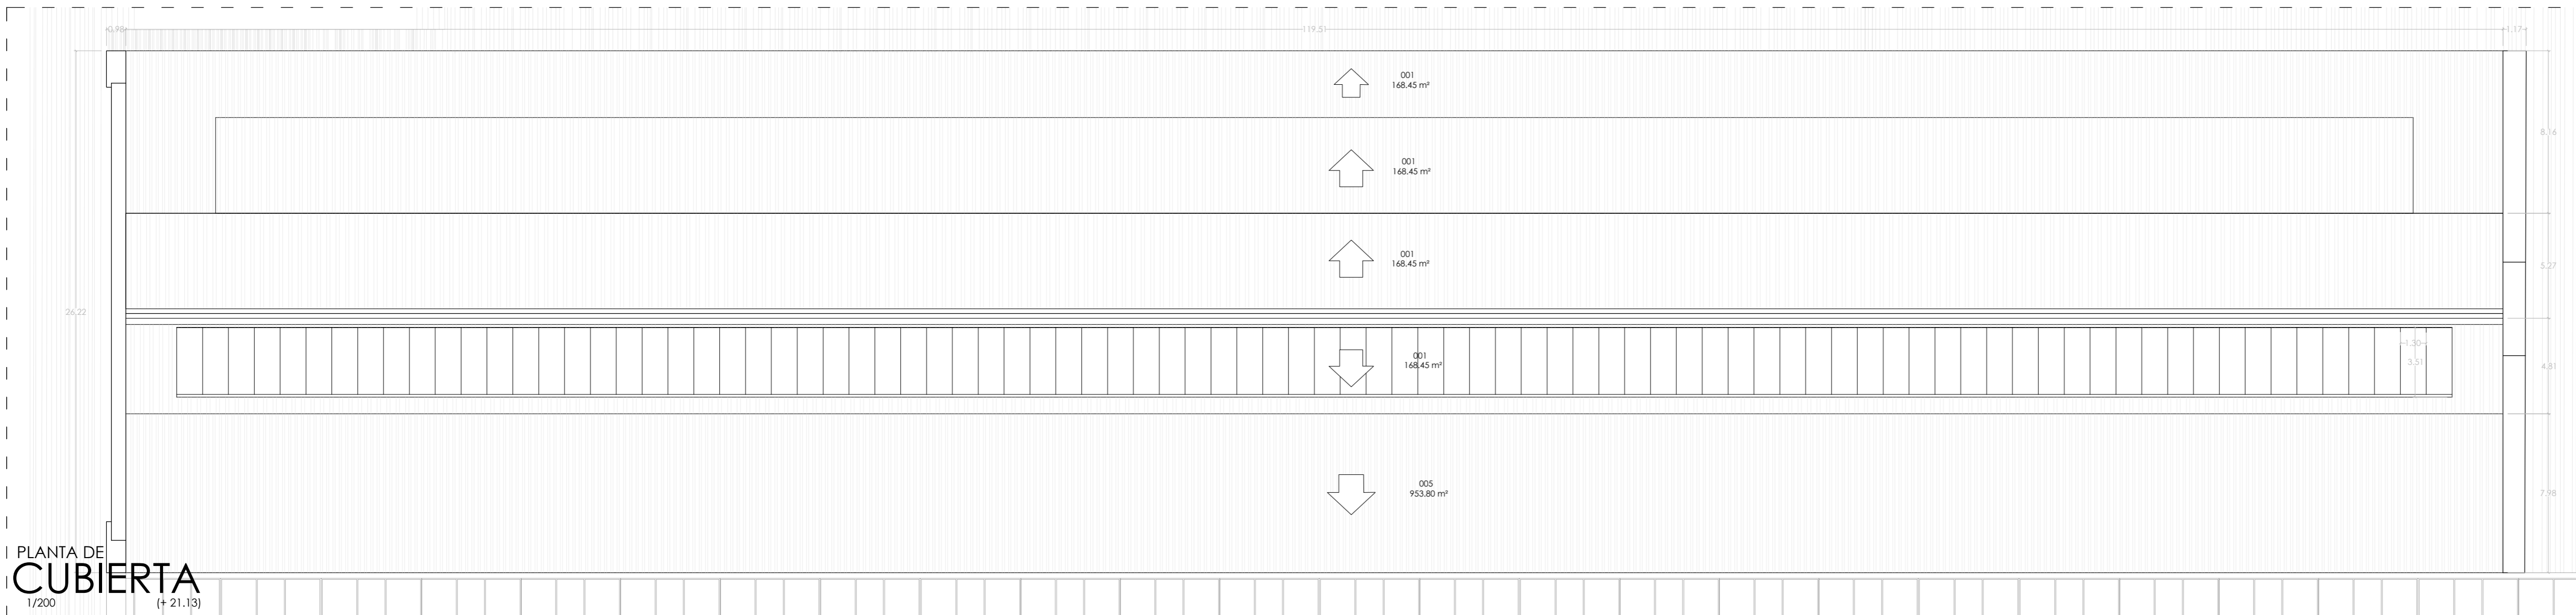 0.98
119.51
1.17
001
168.45 m²
8.16
001
168.45 m²
001
168.45 m²
5.27
26.22
1.30
001
168.45 m²
3.51
4.81
005
953.80 m²
7.98
PLANTA DE
CUBIERTA
1/200 (+ 21.13)